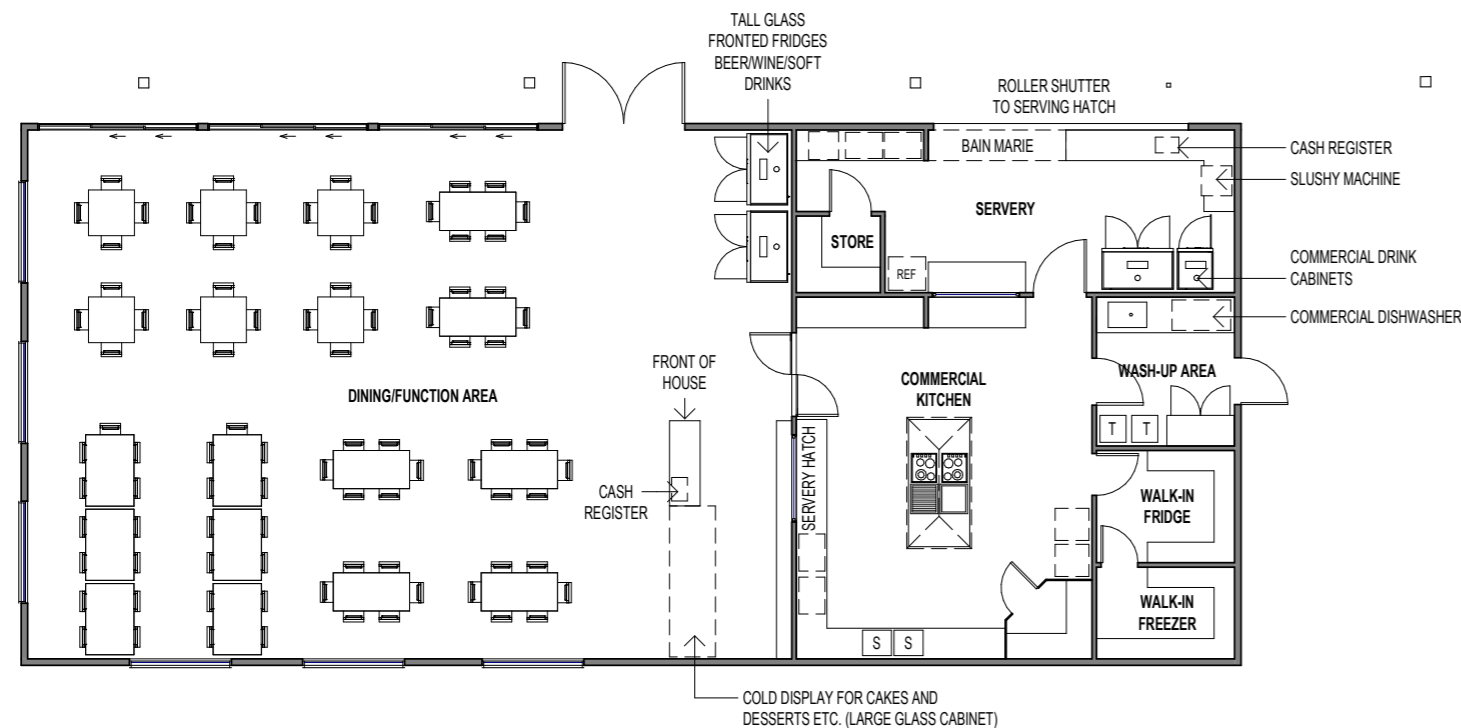 TALL GLASS
FRONTED FRIDGES
BEER/WINE/SOFT
DRINKS
ROLLER SHUTTER
TO SERVING HATCH
BAIN MARIE
CASH REGISTER
SLUSHY MACHINE
SERVERY
STORE
REF
COMMERCIAL DRINK
CABINETS
COMMERCIAL DISHWASHER
FRONT OF
HOUSE
DINING/FUNCTION AREA
COMMERCIAL
KITCHEN
WASH-UP AREA
T T
SERVERY HATCH
CASH
REGISTER
WALK-IN
FRIDGE
WALK-IN
FREEZER
S S
COLD DISPLAY FOR CAKES AND
DESSERTS ETC. (LARGE GLASS CABINET)